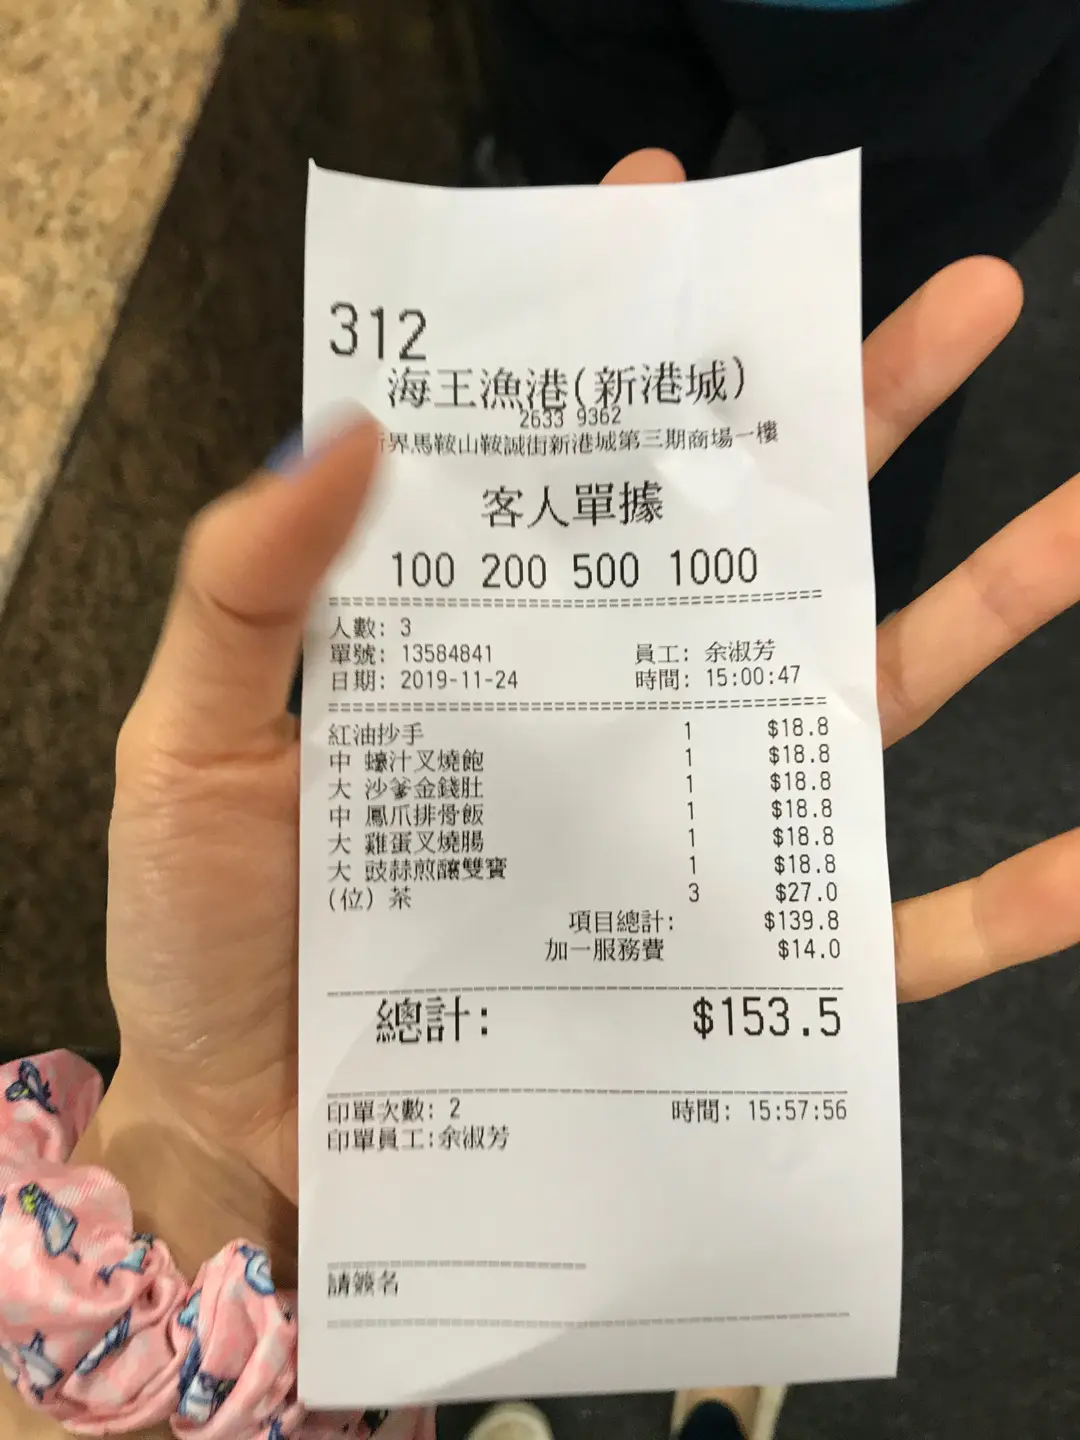 312
海王漁港(新港城)
2633 9362
界馬鞍山鞍誠街新港城第三期商場一樓
客人單據
100 200 500 1000
人數: 3
單號: 13584841 員工: 余淑芳
日期: 2019-11-24 時間: 15:00:47
紅油抄手 1 $18.8
中 蠔汁叉燒飽 1 $18.8
大 沙爹金錢肚 1 $18.8
中 鳳爪排骨飯 1 $18.8
大 雞蛋叉燒腸 1 $18.8
大 豉蒜煎釀雙寶 1 $18.8
(位) 茶 3 $27.0
項目總計: $139.8
加一服務費 $14.0
總計: $153.5
印單次數: 2 時間: 15:57:56
印單員工:余淑芳
請簽名